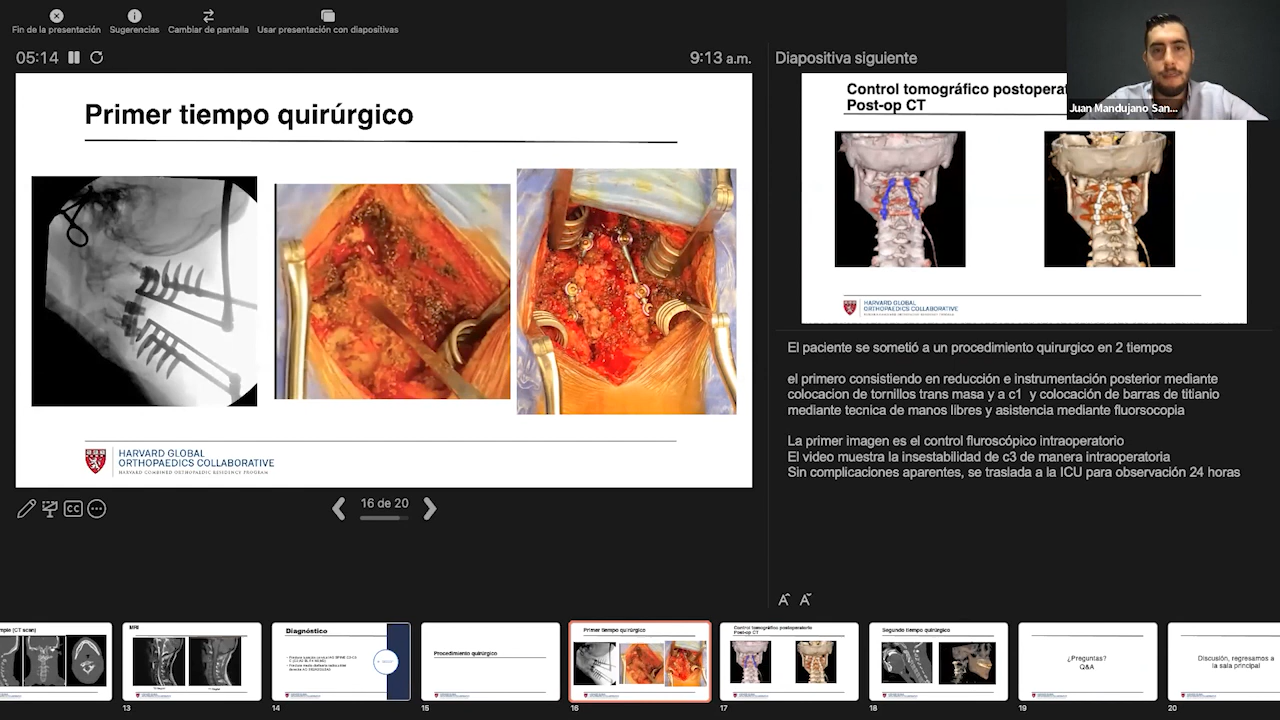 Fin de la presentación
Sugerencias
Cambiar de pantalla
Usar presentación con diapositivas
05:14
9:13 a.m.
Diapositiva siguiente
Primer tiempo quirúrgico
HARVARD GLOBAL
ORTHOPAEDICS COLLABORATIVE
HARVARD COMBINED ORTHOPAEDIC RESIDENCY PROGRAM
Control tomográfico postoperat
Post-op CT
Juan Mandujano San...
HARVARD GLOBAL
ORTHOPAEDICS COLLABORATIVE
El paciente se sometió a un procedimiento quirurgico en 2 tiempos
el primero consistiendo en reducción e instrumentación posterior mediante
colocacion de tornillos trans masa y a c1 y colocación de barras de titianio
mediante tecnica de manos libres y asistencia mediante fluorsocopia
La primer imagen es el control fluroscópico intraoperatorio
El video muestra la insestabilidad de c3 de manera intraoperatoria
Sin complicaciones aparentes, se traslada a la ICU para observación 24 horas
CC
16 de 20
A A
mple (CT scan)
MRI
Diagnóstico
Procedimiento quirúrgico
Primer tiempo quirúrgico
Control tomográfico postoperatorio
Post-op CT
Segundo tiempo quirúrgico
¿Preguntas?
Q&A
Discusión, regresamos a
la sala principal
13
14
15
16
17
18
19
20